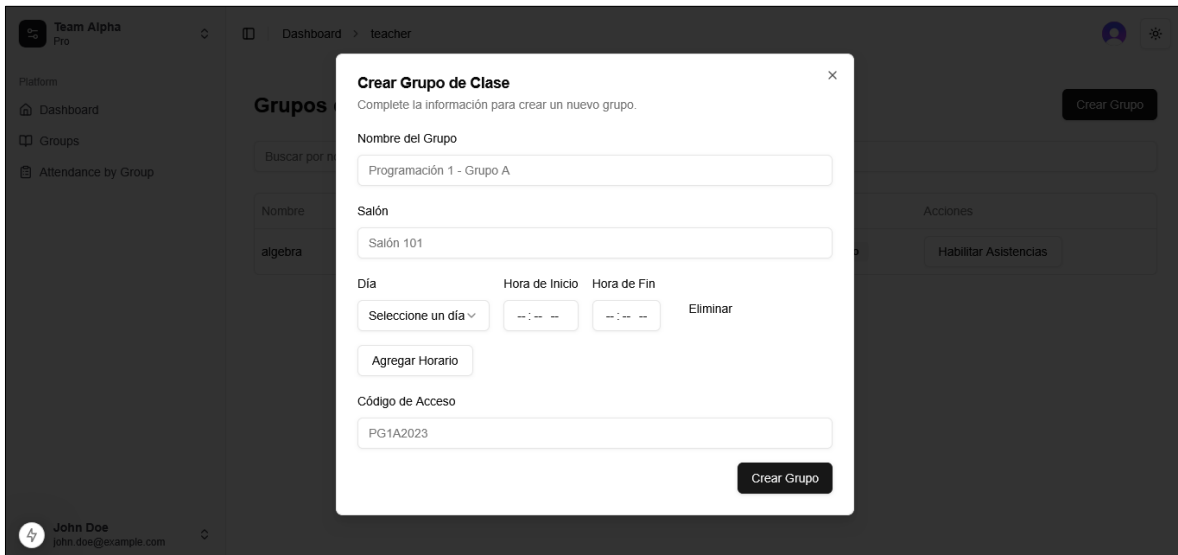 Team Alpha
Pro
Dashboard > teacher
Platform
Dashboard
Groups
Attendance by Group
Grupos
Crear Grupo
Buscar por
Nombre
Acciones
algebra
Habilitar Asistencias
Crear Grupo de Clase
Complete la información para crear un nuevo grupo.
Nombre del Grupo
Programación 1 - Grupo A
Salón
Salón 101
Día Hora de Inicio Hora de Fin
Seleccione un día --:-- -- --:-- -- Eliminar
Agregar Horario
Código de Acceso
PG1A2023
Crear Grupo
John Doe
john.doe@example.com